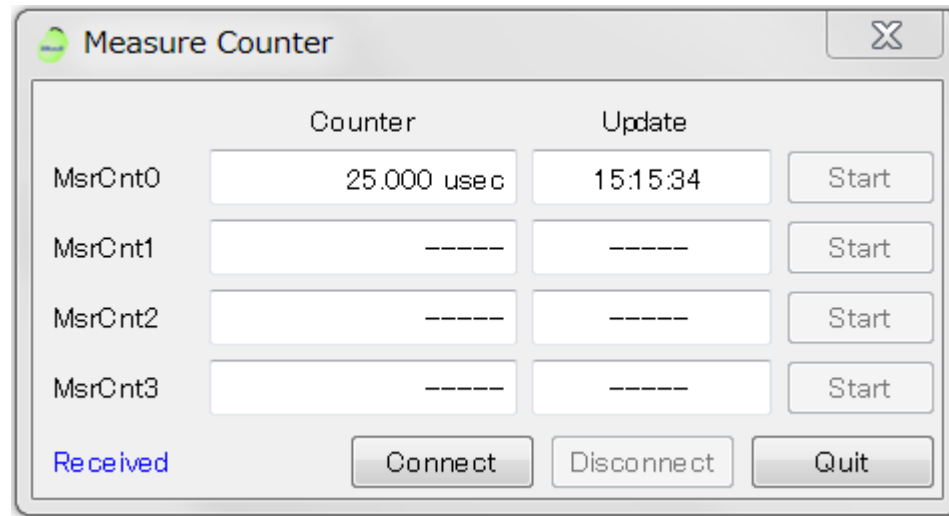 Measure Counter
Counter Update
MsrCnt0 25.000 usec 15:15:34 Start
MsrCnt1 ----- ----- Start
MsrCnt2 ----- ----- Start
MsrCnt3 ----- ----- Start
Received Connect Disconnect Quit